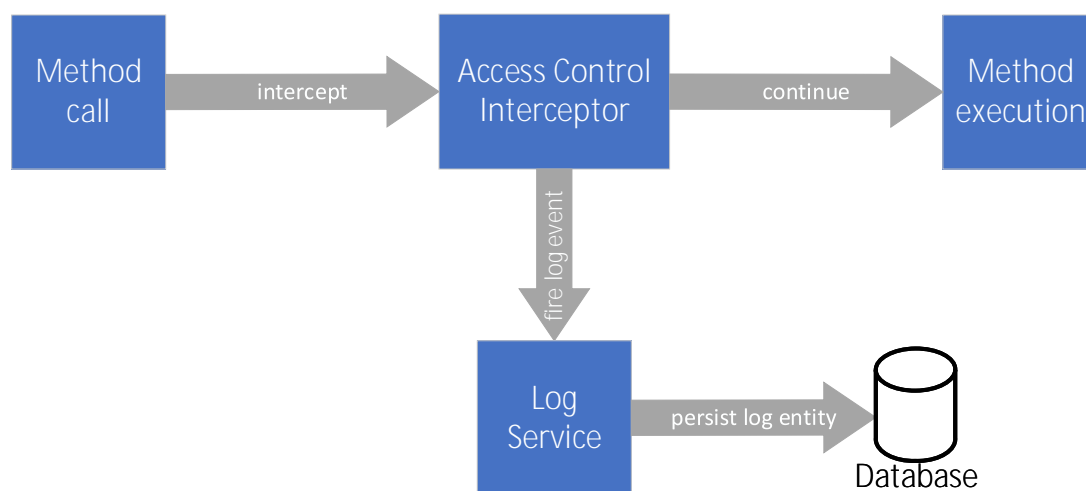 Method
call
intercept
Access Control
Interceptor
continue
Method
execution
fire log event
Log
Service
persist log entity
Database